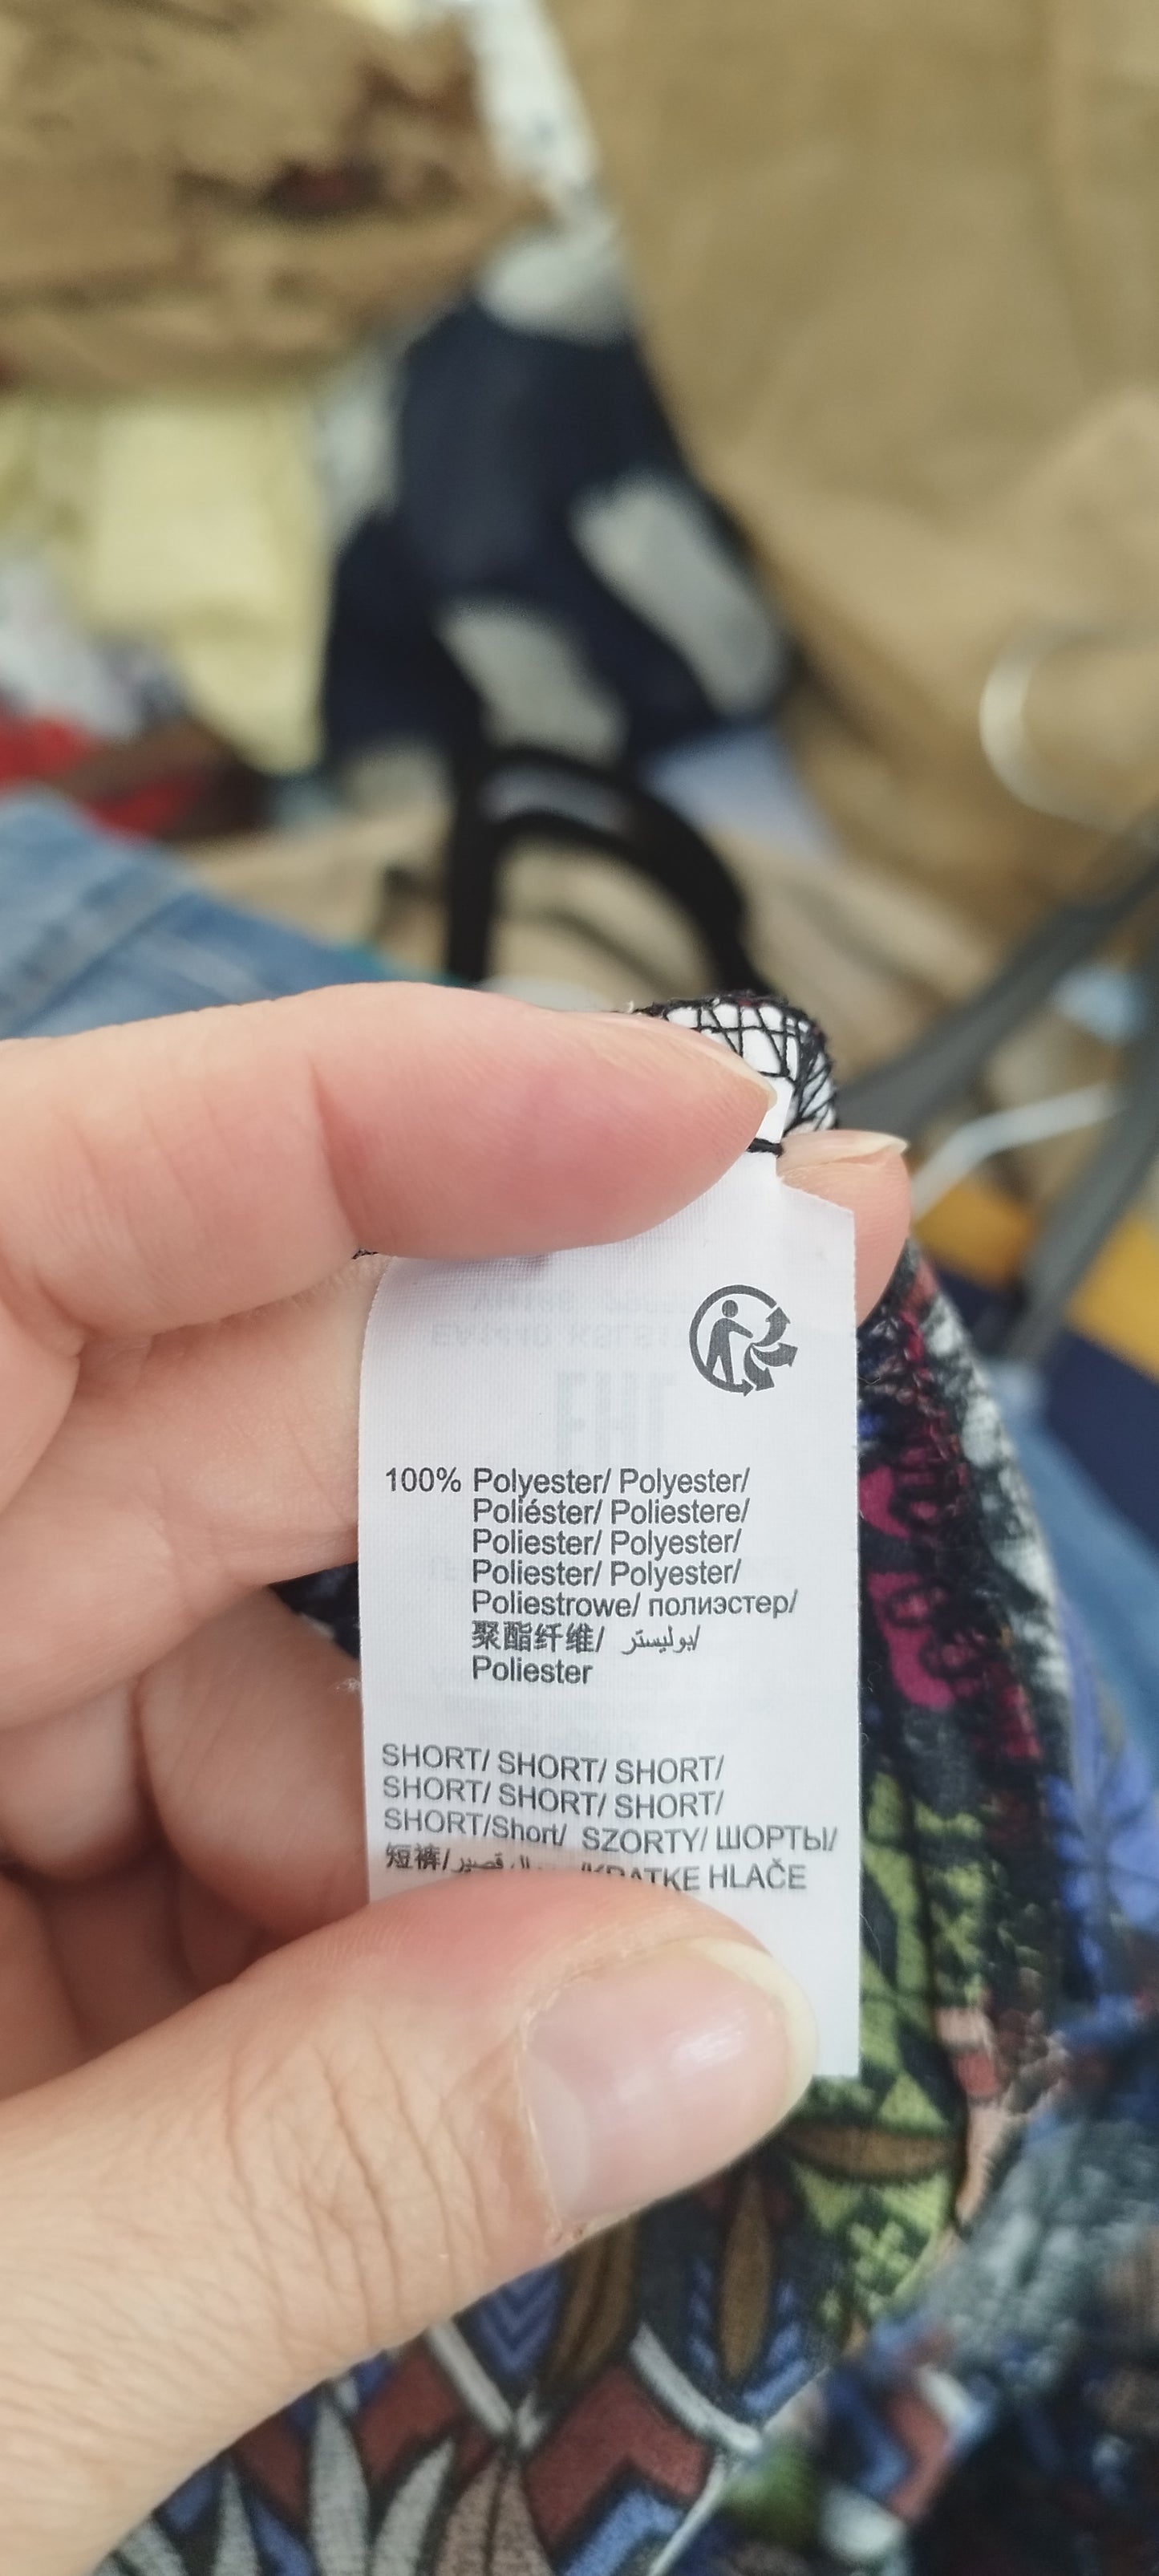 100% Polyester/ Polyester/
Poliéster/ Poliestere/
Poliester/ Polyester/
Poliester/ Polyester/
Poliestrowe/ полиэстер/
聚酯纤维/ بوليستر/
Poliester
SHORT/ SHORT/ SHORT/
SHORT/ SHORT/ SHORT/
SHORT/Short/ SZORTY/ ШОРТЫ/
短裤/ /KRATKE HLAČE